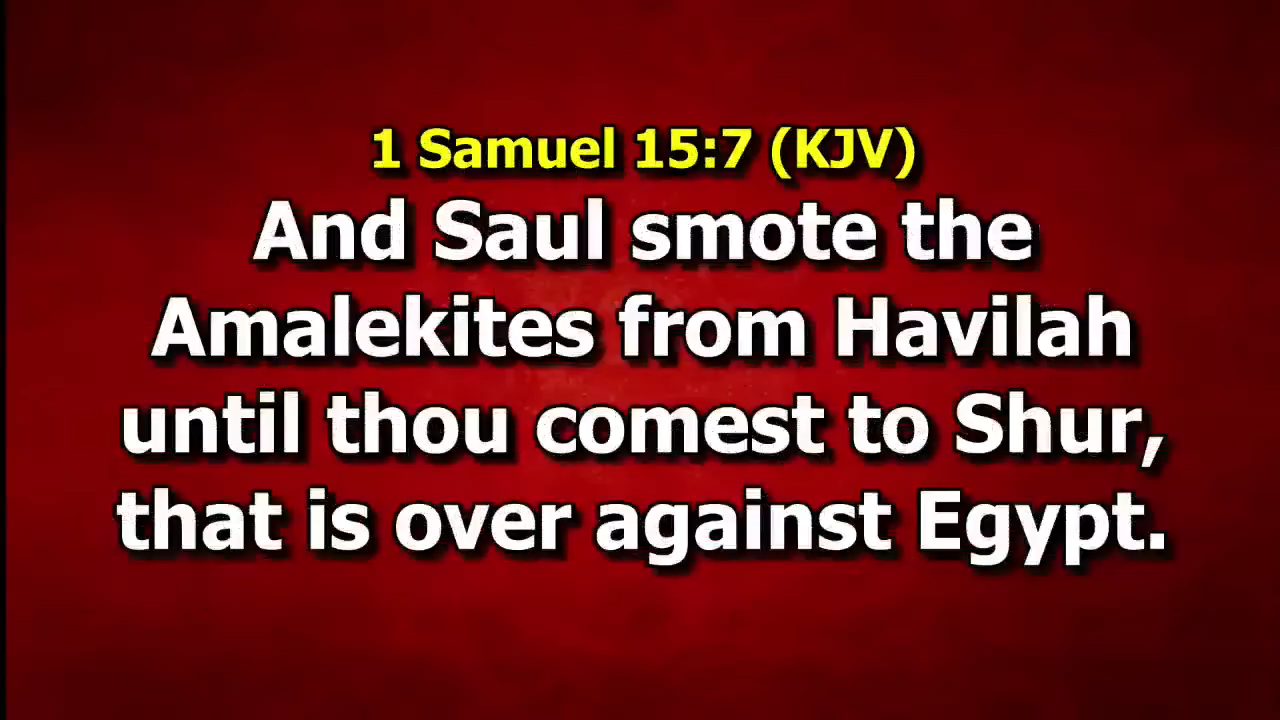 1 Samuel 15:7 (KJV)
And Saul smote the
Amalekites from Havilah
until thou comest to Shur,
that is over against Egypt.